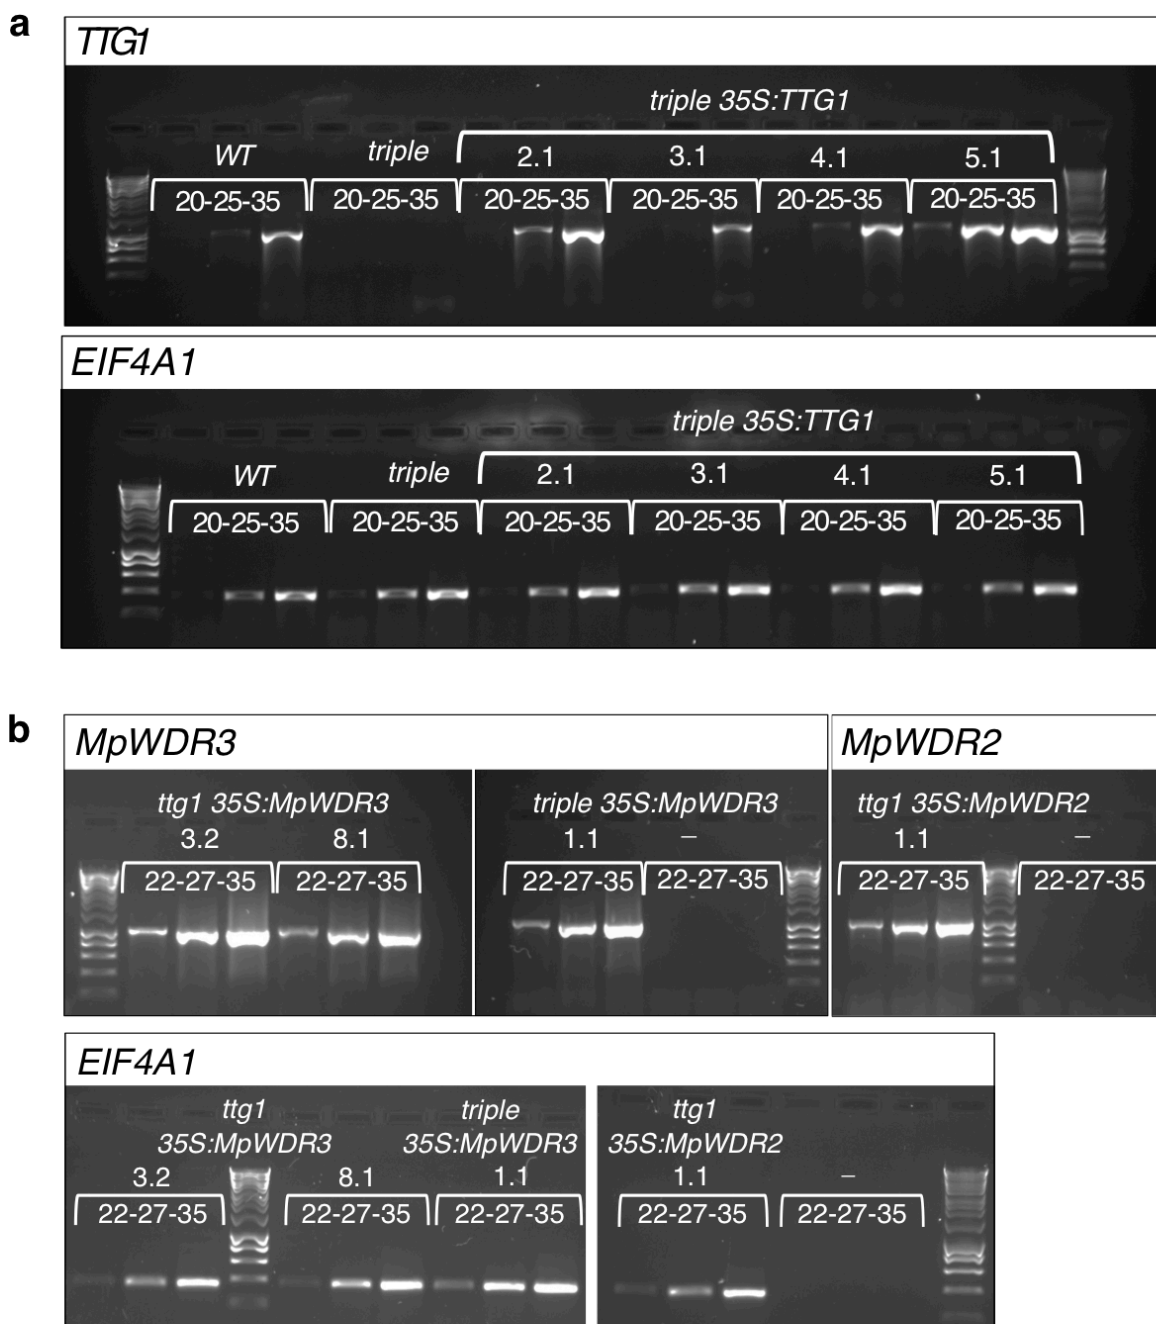 a
TTG1
triple 35S:TTG1
WT triple 2.1 3.1 4.1 5.1
20-25-35 20-25-35 20-25-35 20-25-35 20-25-35 20-25-35
EIF4A1
triple 35S:TTG1
WT triple 2.1 3.1 4.1 5.1
20-25-35 20-25-35 20-25-35 20-25-35 20-25-35 20-25-35
b
MpWDR3 MpWDR2
ttg1 35S:MpWDR3 triple 35S:MpWDR3 ttg1 35S:MpWDR2
3.2 8.1 1.1 – 1.1 –
22-27-35 22-27-35 22-27-35 22-27-35 22-27-35 22-27-35
EIF4A1
ttg1 triple ttg1
35S:MpWDR3 35S:MpWDR3 35S:MpWDR2
3.2 8.1 1.1 1.1 –
22-27-35 22-27-35 22-27-35 22-27-35 22-27-35